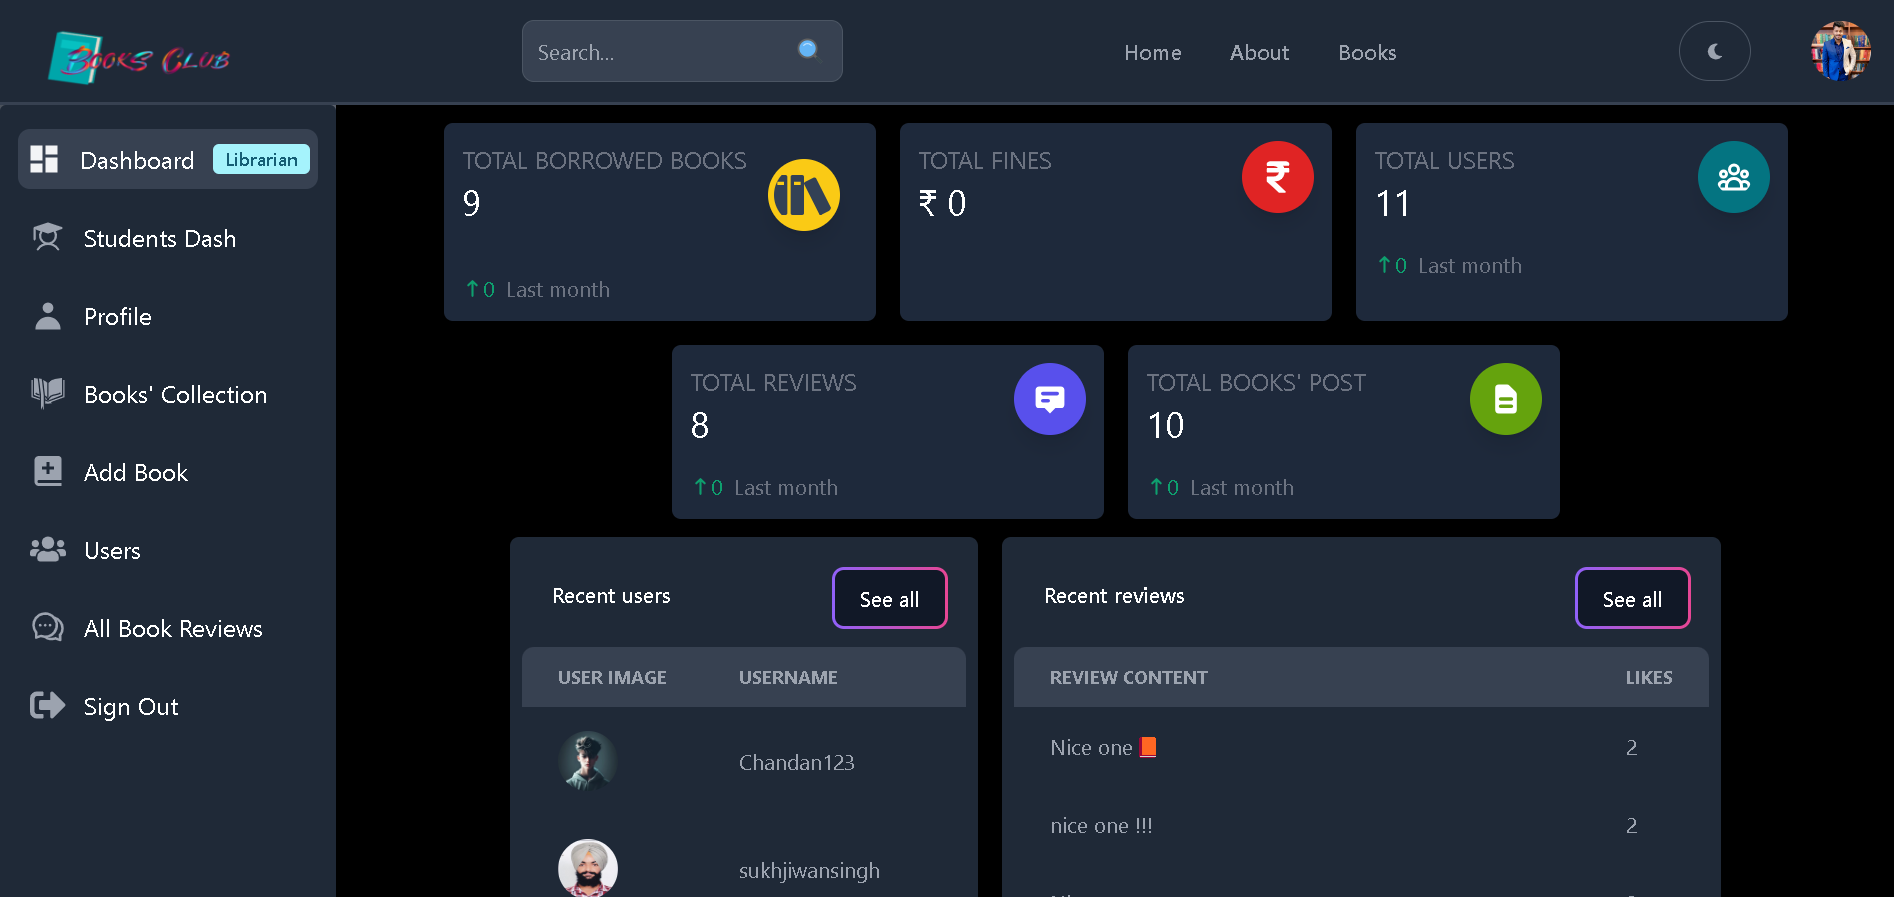 Books Club
Search...
Home
About
Books
Dashboard Librarian
Students Dash
Profile
Books' Collection
Add Book
Users
All Book Reviews
Sign Out
TOTAL BORROWED BOOKS
9
↑0 Last month
TOTAL FINES
₹ 0
TOTAL USERS
11
↑0 Last month
TOTAL REVIEWS
8
↑0 Last month
TOTAL BOOKS' POST
10
↑0 Last month
Recent users
See all
USER IMAGE USERNAME
Chandan123
sukhjiwansingh
Recent reviews
See all
REVIEW CONTENT LIKES
Nice one📙 2
nice one !!! 2